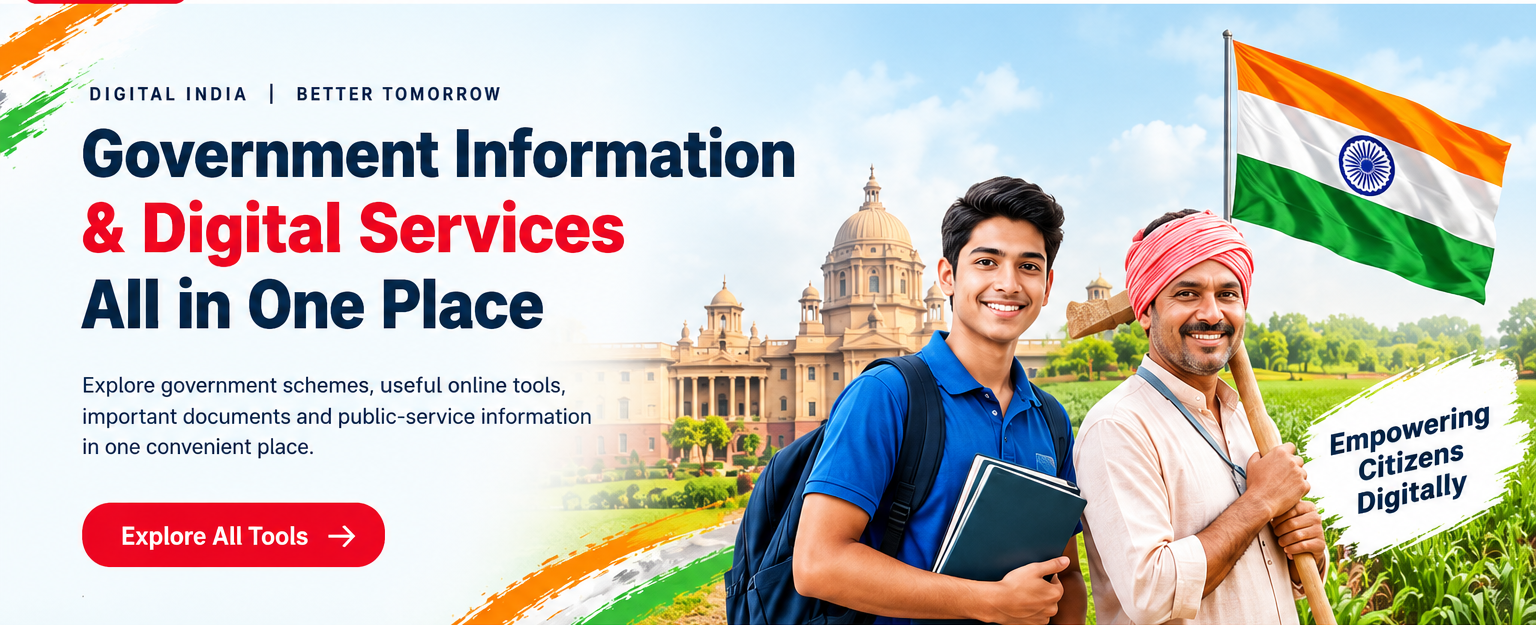 DIGITAL INDIA | BETTER TOMORROW
Government Information
& Digital Services
All in One Place
Explore government schemes, useful online tools,
important documents and public-service information
in one convenient place.
Explore All Tools →
Empowering
Citizens
Digitally